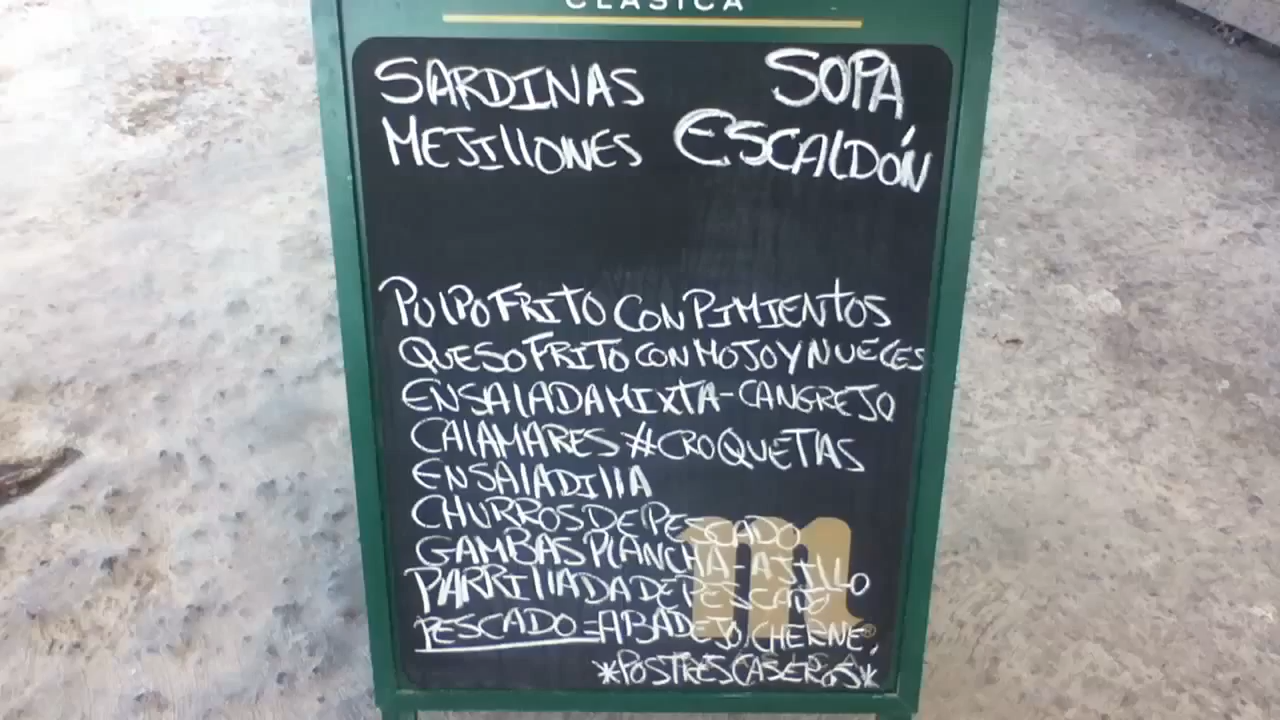 CLÁSICA
SARDINAS SOPA
MEJILLONES ESCALDÓN
PULPO FRITO CON PIMIENTOS
QUESO FRITO CON MOJO Y NUECES
ENSALADA MIXTA-CANGREJO
CALAMARES #CROQUETAS
ENSALADILLA
CHURROS DE PESCADO
GAMBAS PLANCHA-AJILLO
PARRILLADA DE PESCADO
PESCADO=ABADEJO, CHERNE,
*POSTRES CASEROS*
m®